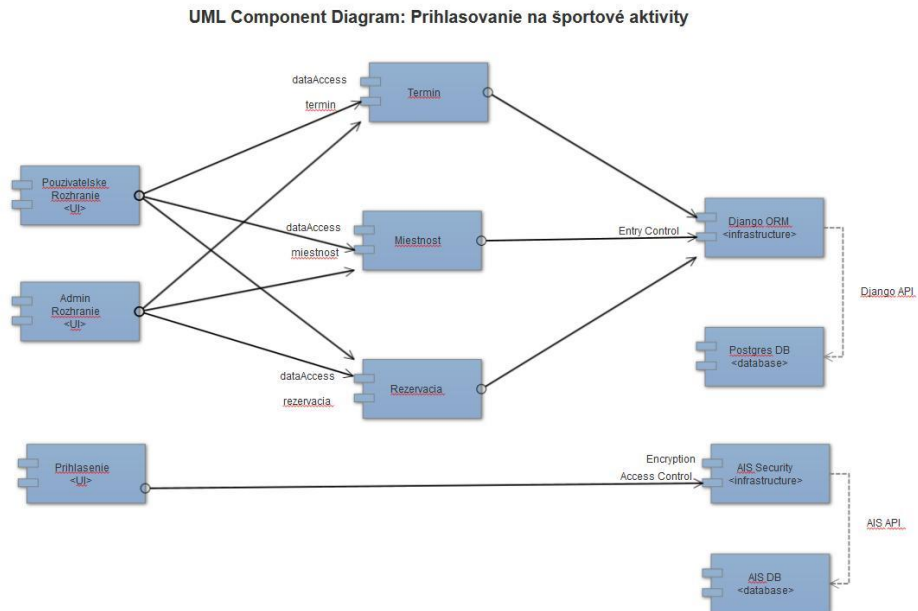 UML Component Diagram: Prihlasovanie na športové aktivity
dataAccess
termin
Termin
Pouzivatelske
Rozhranie
<UI>
dataAccess
miestnost
Miestnost
Entry Control
Django ORM
<infrastructure>
Django API
Admin
Rozhranie
<UI>
Postgres DB
<database>
dataAccess
rezervacia
Rezervacia
Prihlasenie
<UI>
Encryption
Access Control
AIS Security
<infrastructure>
AIS API
AIS DB
<database>